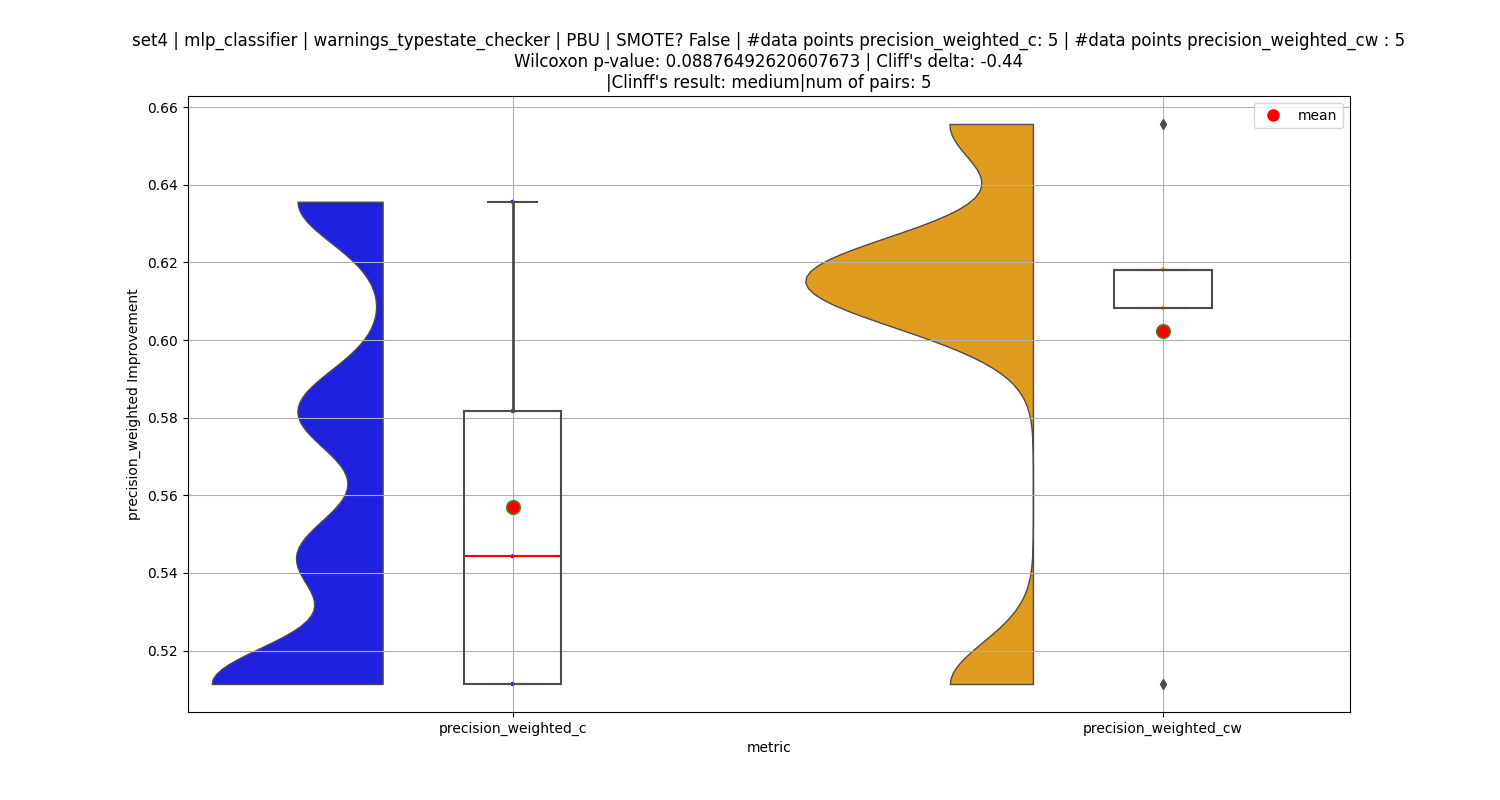 set4 | mlp_classifier | warnings_typestate_checker | PBU | SMOTE? False | #data points precision_weighted_c: 5 | #data points precision_weighted_cw : 5
Wilcoxon p-value: 0.08876492620607673 | Cliff's delta: -0.44
|Clinff's result: medium|num of pairs: 5
mean
0.66
0.64
0.62
0.60
0.58
0.56
0.54
0.52
precision_weighted Improvement
precision_weighted_c
precision_weighted_cw
metric